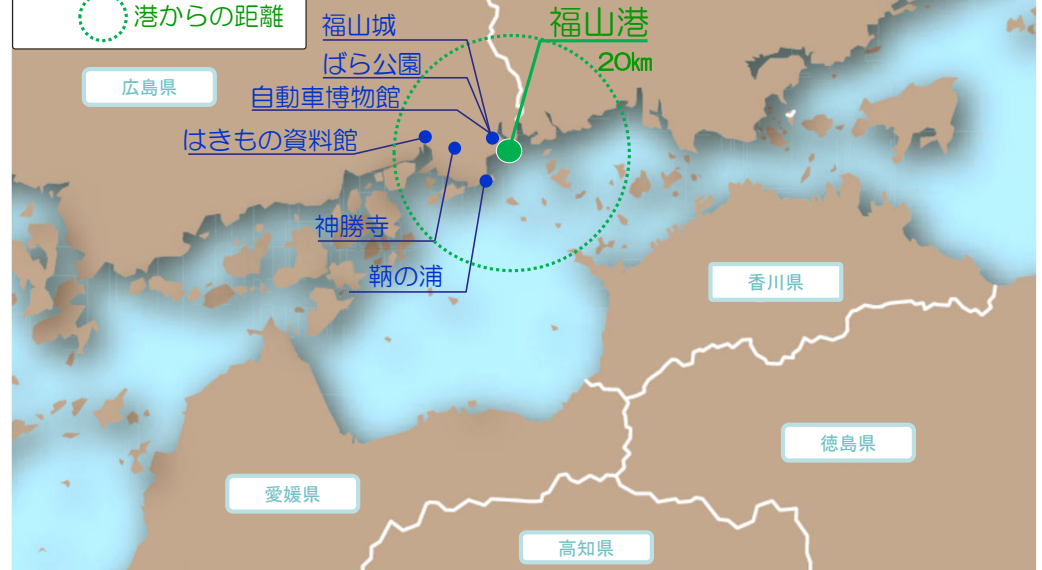 港からの距離
福山港
20km
福山城
ばら公園
自動車博物館
はきもの資料館
神勝寺
鞆の浦
広島県
香川県
徳島県
愛媛県
高知県